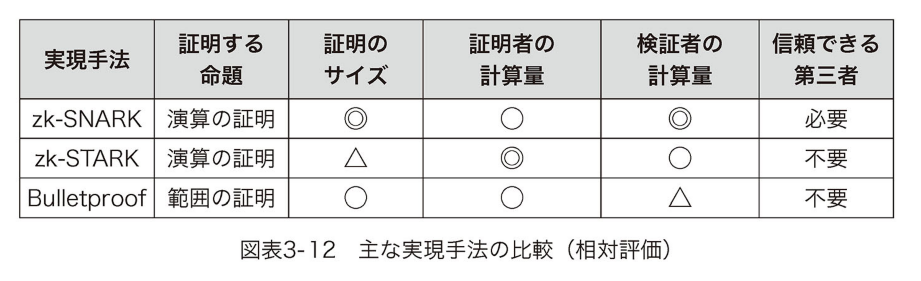 実現手法 証明する命題 証明のサイズ 証明者の計算量 検証者の計算量 信頼できる第三者
zk-SNARK 演算の証明 ◎ ○ ◎ 必要
zk-STARK 演算の証明 △ ◎ ○ 不要
Bulletproof 範囲の証明 ○ ○ △ 不要
図表3-12 主な実現手法の比較（相対評価）